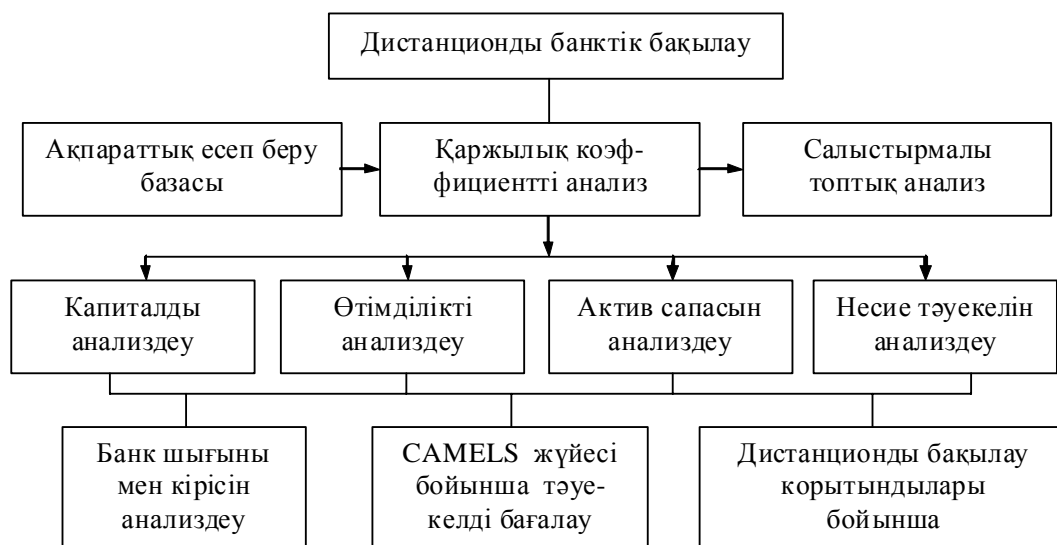 Дистанционды банктік бақылау
Ақпараттық есеп беру
базасы
Қаржылық коэф-
фициентті анализ
Салыстырмалы
топтық анализ
Капиталды
анализдеу
Өтімділікті
анализдеу
Актив сапасын
анализдеу
Несие тәуекелін
анализдеу
Банк шығыны
мен кірісін
анализдеу
CAMELS жүйесі
бойынша тәуе-
келді бағалау
Дистанционды бақылау
корытындылары
бойынша